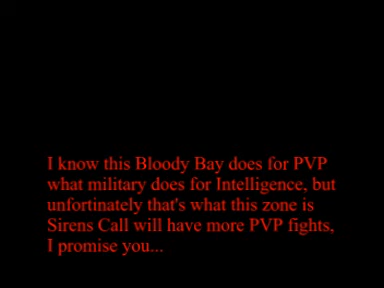 I know this Bloody Bay does for PVP
what military does for Intelligence, but
unfortinately that's what this zone is
Sirens Call will have more PVP fights,
I promise you...